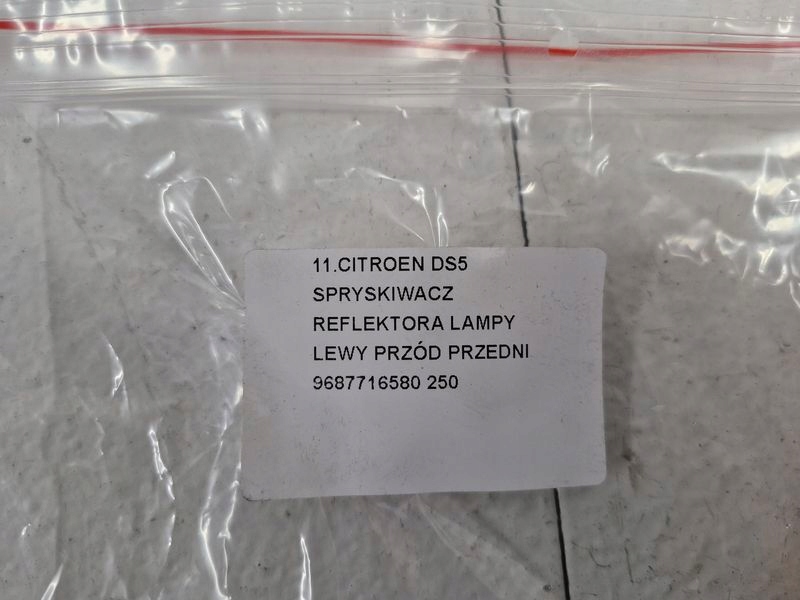 11.CITROEN DS5
SPRYSKIWACZ
REFLEKTORA LAMPY
LEWY PRZÓD PRZEDNI
9687716580 250